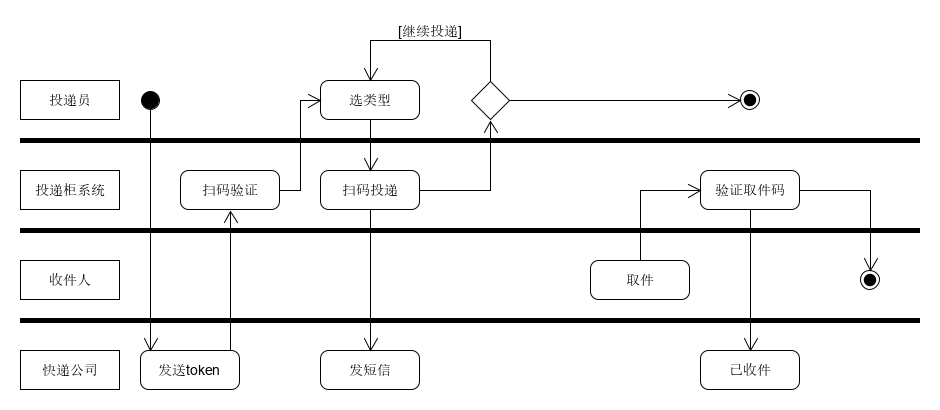 [继续投递]
投递员
选类型
投递柜系统
扫码验证
扫码投递
验证取件码
收件人
取件
快递公司
发送token
发短信
已收件